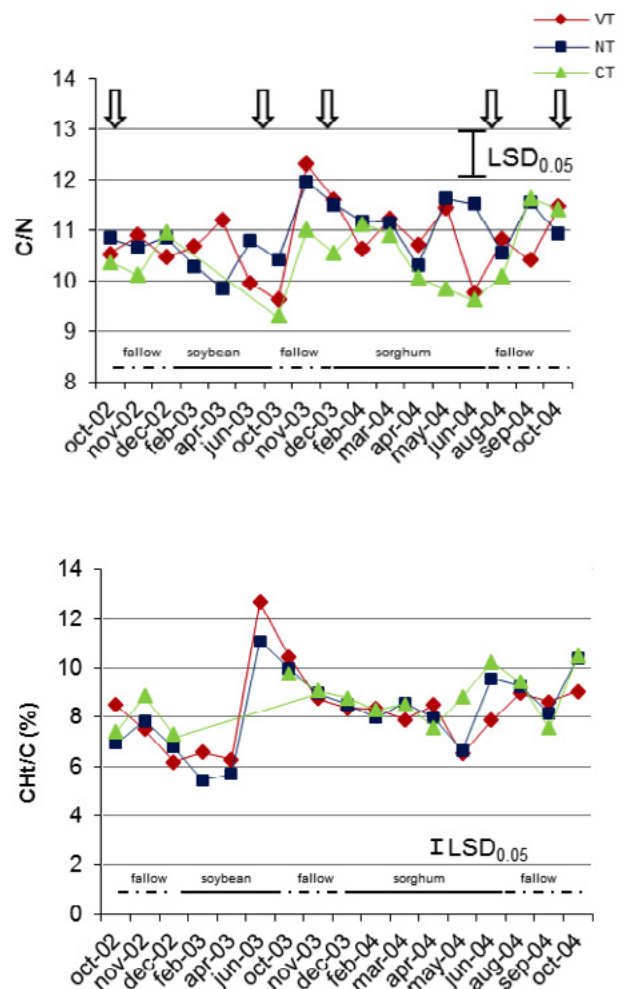 VT
NT
CT
14
13
12
11
10
9
8
C/N
LSD0.05
fallow soybean fallow sorghum fallow
oct-02 nov-02 dec-02 feb-03 apr-03 jun-03 oct-03 nov-03 dec-03 feb-04 mar-04 apr-04 may-04 jun-04 aug-04 sep-04 oct-04
14
12
10
8
6
4
2
0
CHt/C (%)
LSD0.05
fallow soybean fallow sorghum fallow
oct-02 nov-02 dec-02 feb-03 apr-03 jun-03 oct-03 nov-03 dec-03 feb-04 mar-04 apr-04 may-04 jun-04 aug-04 sep-04 oct-04